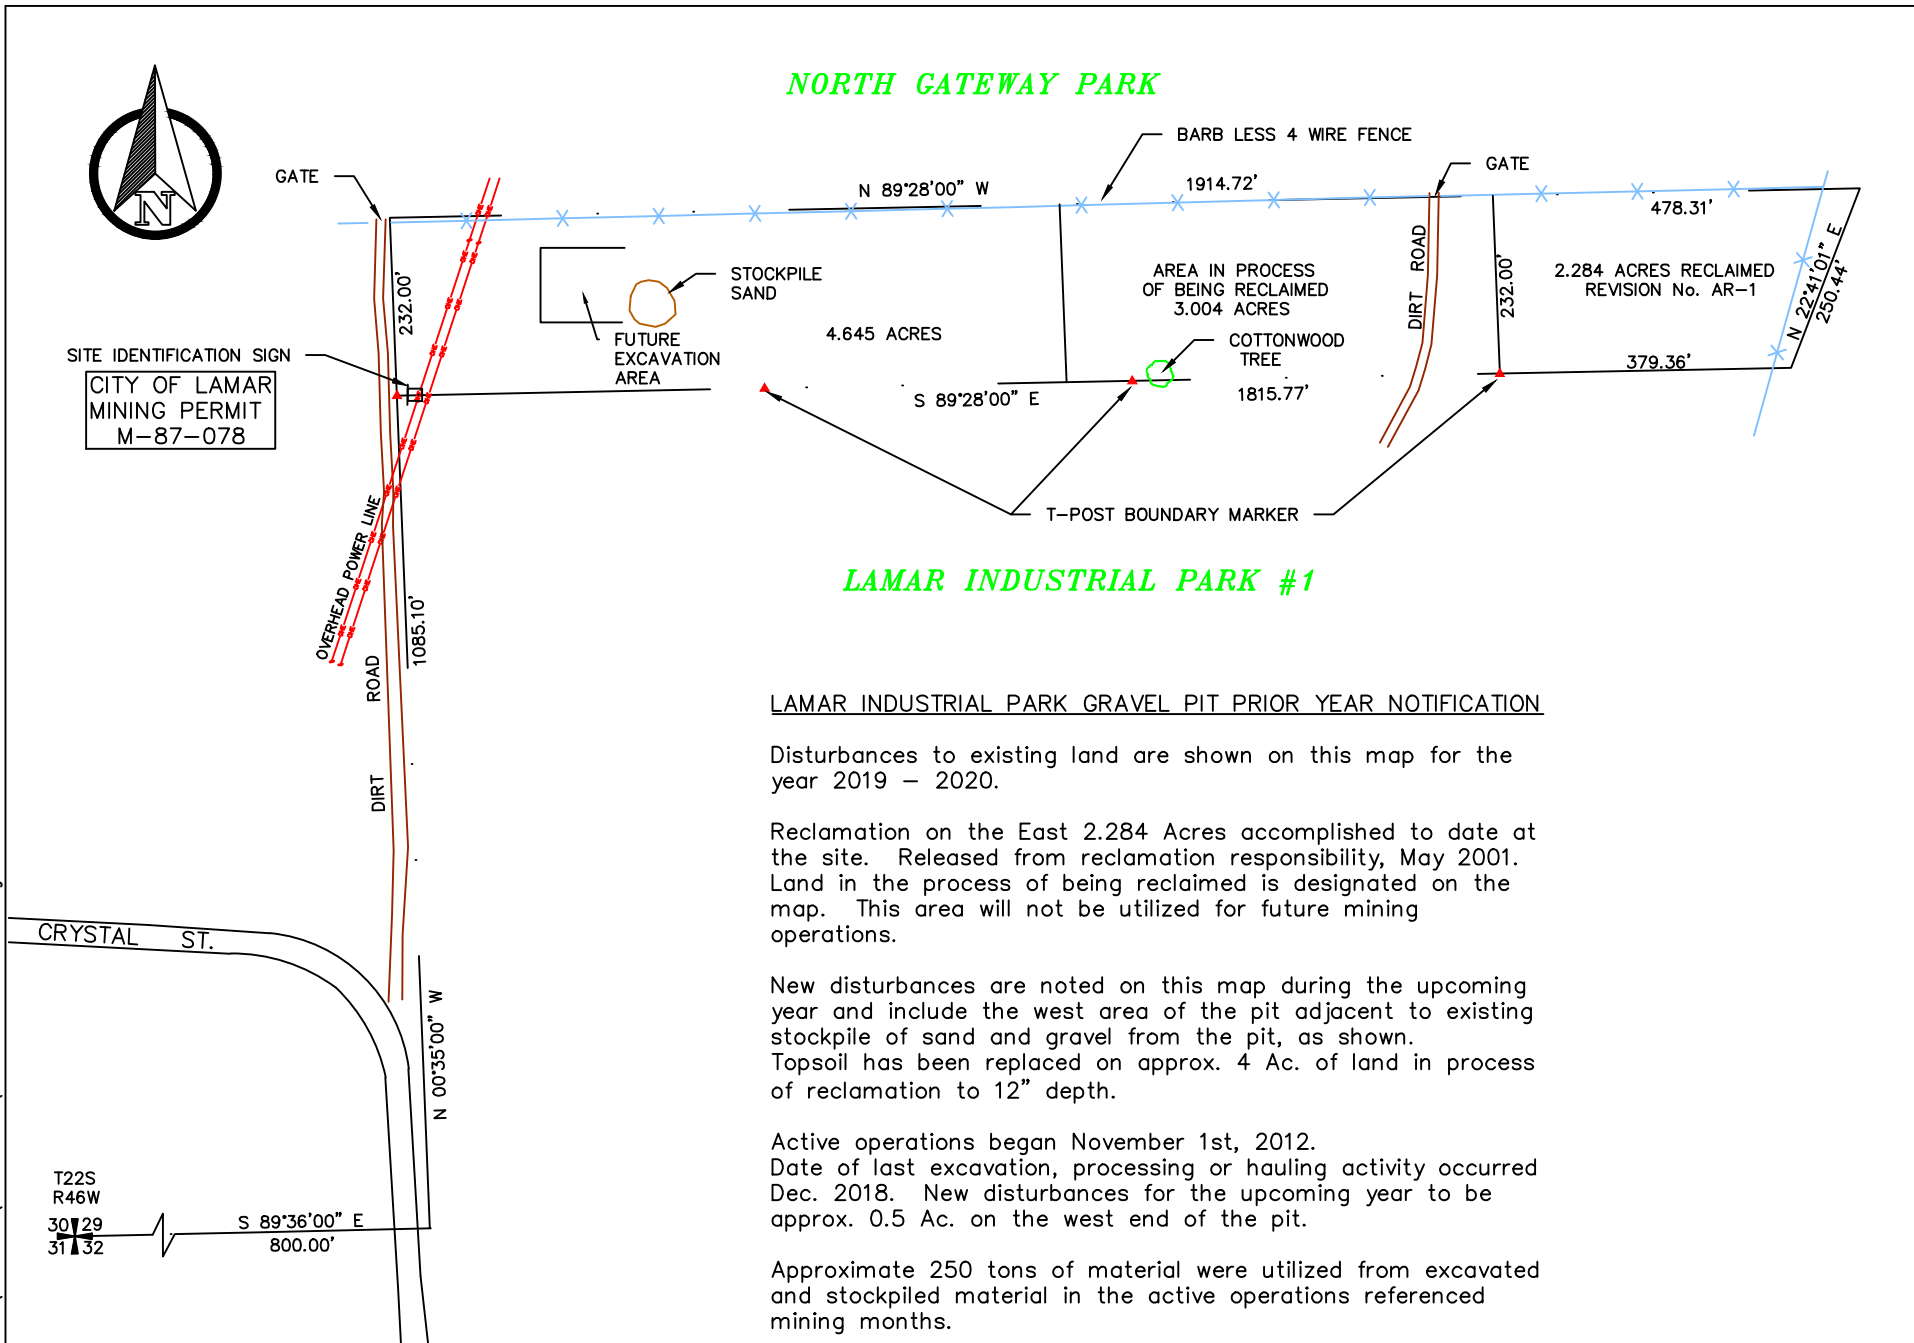 NORTH GATEWAY PARK
BARB LESS 4 WIRE FENCE
GATE
GATE
N 89°28'00" W
1914.72'
478.31'
N
232.00'
STOCKPILE
SAND
AREA IN PROCESS
OF BEING RECLAIMED
3.004 ACRES
DIRT ROAD
232.00'
2.284 ACRES RECLAIMED
REVISION No. AR-1
N 22°41'01" E
250.44'
4.645 ACRES
FUTURE
EXCAVATION
AREA
COTTONWOOD
TREE
SITE IDENTIFICATION SIGN
CITY OF LAMAR
MINING PERMIT
M-87-078
379.36'
S 89°28'00" E
1815.77'
T-POST BOUNDARY MARKER
OVERHEAD POWER LINE
1085.10'
DIRT ROAD
LAMAR INDUSTRIAL PARK #1
LAMAR INDUSTRIAL PARK GRAVEL PIT PRIOR YEAR NOTIFICATION
Disturbances to existing land are shown on this map for the
year 2019 - 2020.
Reclamation on the East 2.284 Acres accomplished to date at
the site. Released from reclamation responsibility, May 2001.
Land in the process of being reclaimed is designated on the
map. This area will not be utilized for future mining
operations.
New disturbances are noted on this map during the upcoming
year and include the west area of the pit adjacent to existing
stockpile of sand and gravel from the pit, as shown.
Topsoil has been replaced on approx. 4 Ac. of land in process
of reclamation to 12" depth.
Active operations began November 1st, 2012.
Date of last excavation, processing or hauling activity occurred
Dec. 2018. New disturbances for the upcoming year to be
approx. 0.5 Ac. on the west end of the pit.
Approximate 250 tons of material were utilized from excavated
and stockpiled material in the active operations referenced
mining months.
CRYSTAL ST.
N 00°35'00" W
T22S
R46W
30 29
31 32
S 89°36'00" E
800.00'